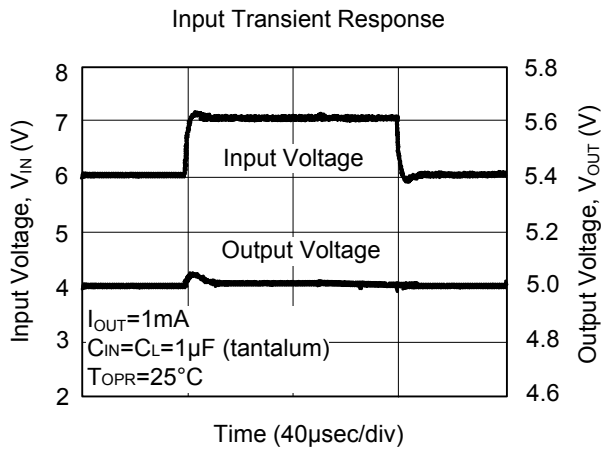 Input Transient Response
8
7
6
5
4
3
2
Input Voltage, VIN (V)
5.8
5.6
5.4
5.2
5.0
4.8
4.6
Output Voltage, VOUT (V)
Input Voltage
Output Voltage
IOUT=1mA
CIN=CL=1μF (tantalum)
TOPR=25°C
Time (40μsec/div)